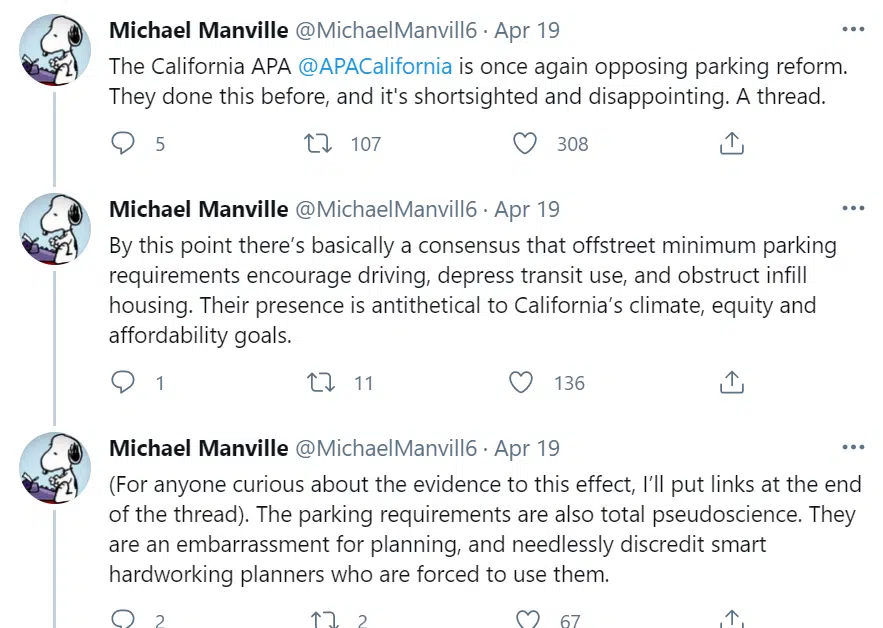 Michael Manville @MichaelManvill6 · Apr 19
The California APA @APACalifornia is once again opposing parking reform.
They done this before, and it's shortsighted and disappointing. A thread.
5 107 308
Michael Manville @MichaelManvill6 · Apr 19
By this point there’s basically a consensus that offstreet minimum parking
requirements encourage driving, depress transit use, and obstruct infill
housing. Their presence is antithetical to California’s climate, equity and
affordability goals.
1 11 136
Michael Manville @MichaelManvill6 · Apr 19
(For anyone curious about the evidence to this effect, I’ll put links at the end
of the thread). The parking requirements are also total pseudoscience. They
are an embarrassment for planning, and needlessly discredit smart
hardworking planners who are forced to use them.
2 2 67